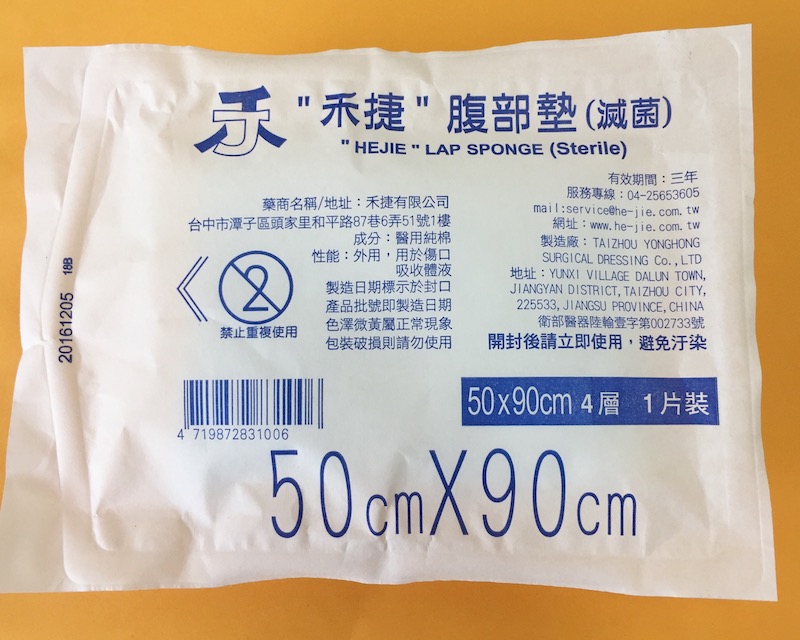 禾
"禾捷" 腹部墊(滅菌)
"HEJIE" LAP SPONGE (Sterile)
藥商名稱/地址：禾捷有限公司
台中市潭子區頭家里和平路87巷6弄51號1樓
成分：醫用純棉
性能：外用，用於傷口
吸收體液
製造日期標示於封口
產品批號即製造日期
色澤微黃屬正常現象
包裝破損則請勿使用
2
禁止重複使用
有效期間：三年
服務專線：04-25653605
mail:service@he-jie.com.tw
網址：www.he-jie.com.tw
製造廠：TAIZHOU YONGHONG
SURGICAL DRESSING Co.,LTD
地址：YUNXI VILLAGE DALUN TOWN,
JIANGYAN DISTRICT, TAIZHOU CITY,
225533, JIANGSU PROVINCE, CHINA
衛部醫器陸輸壹字第002733號
開封後請立即使用，避免汙染
20161205 18B
4 719872831006
50x90cm 4層 1片裝
50cmX90cm